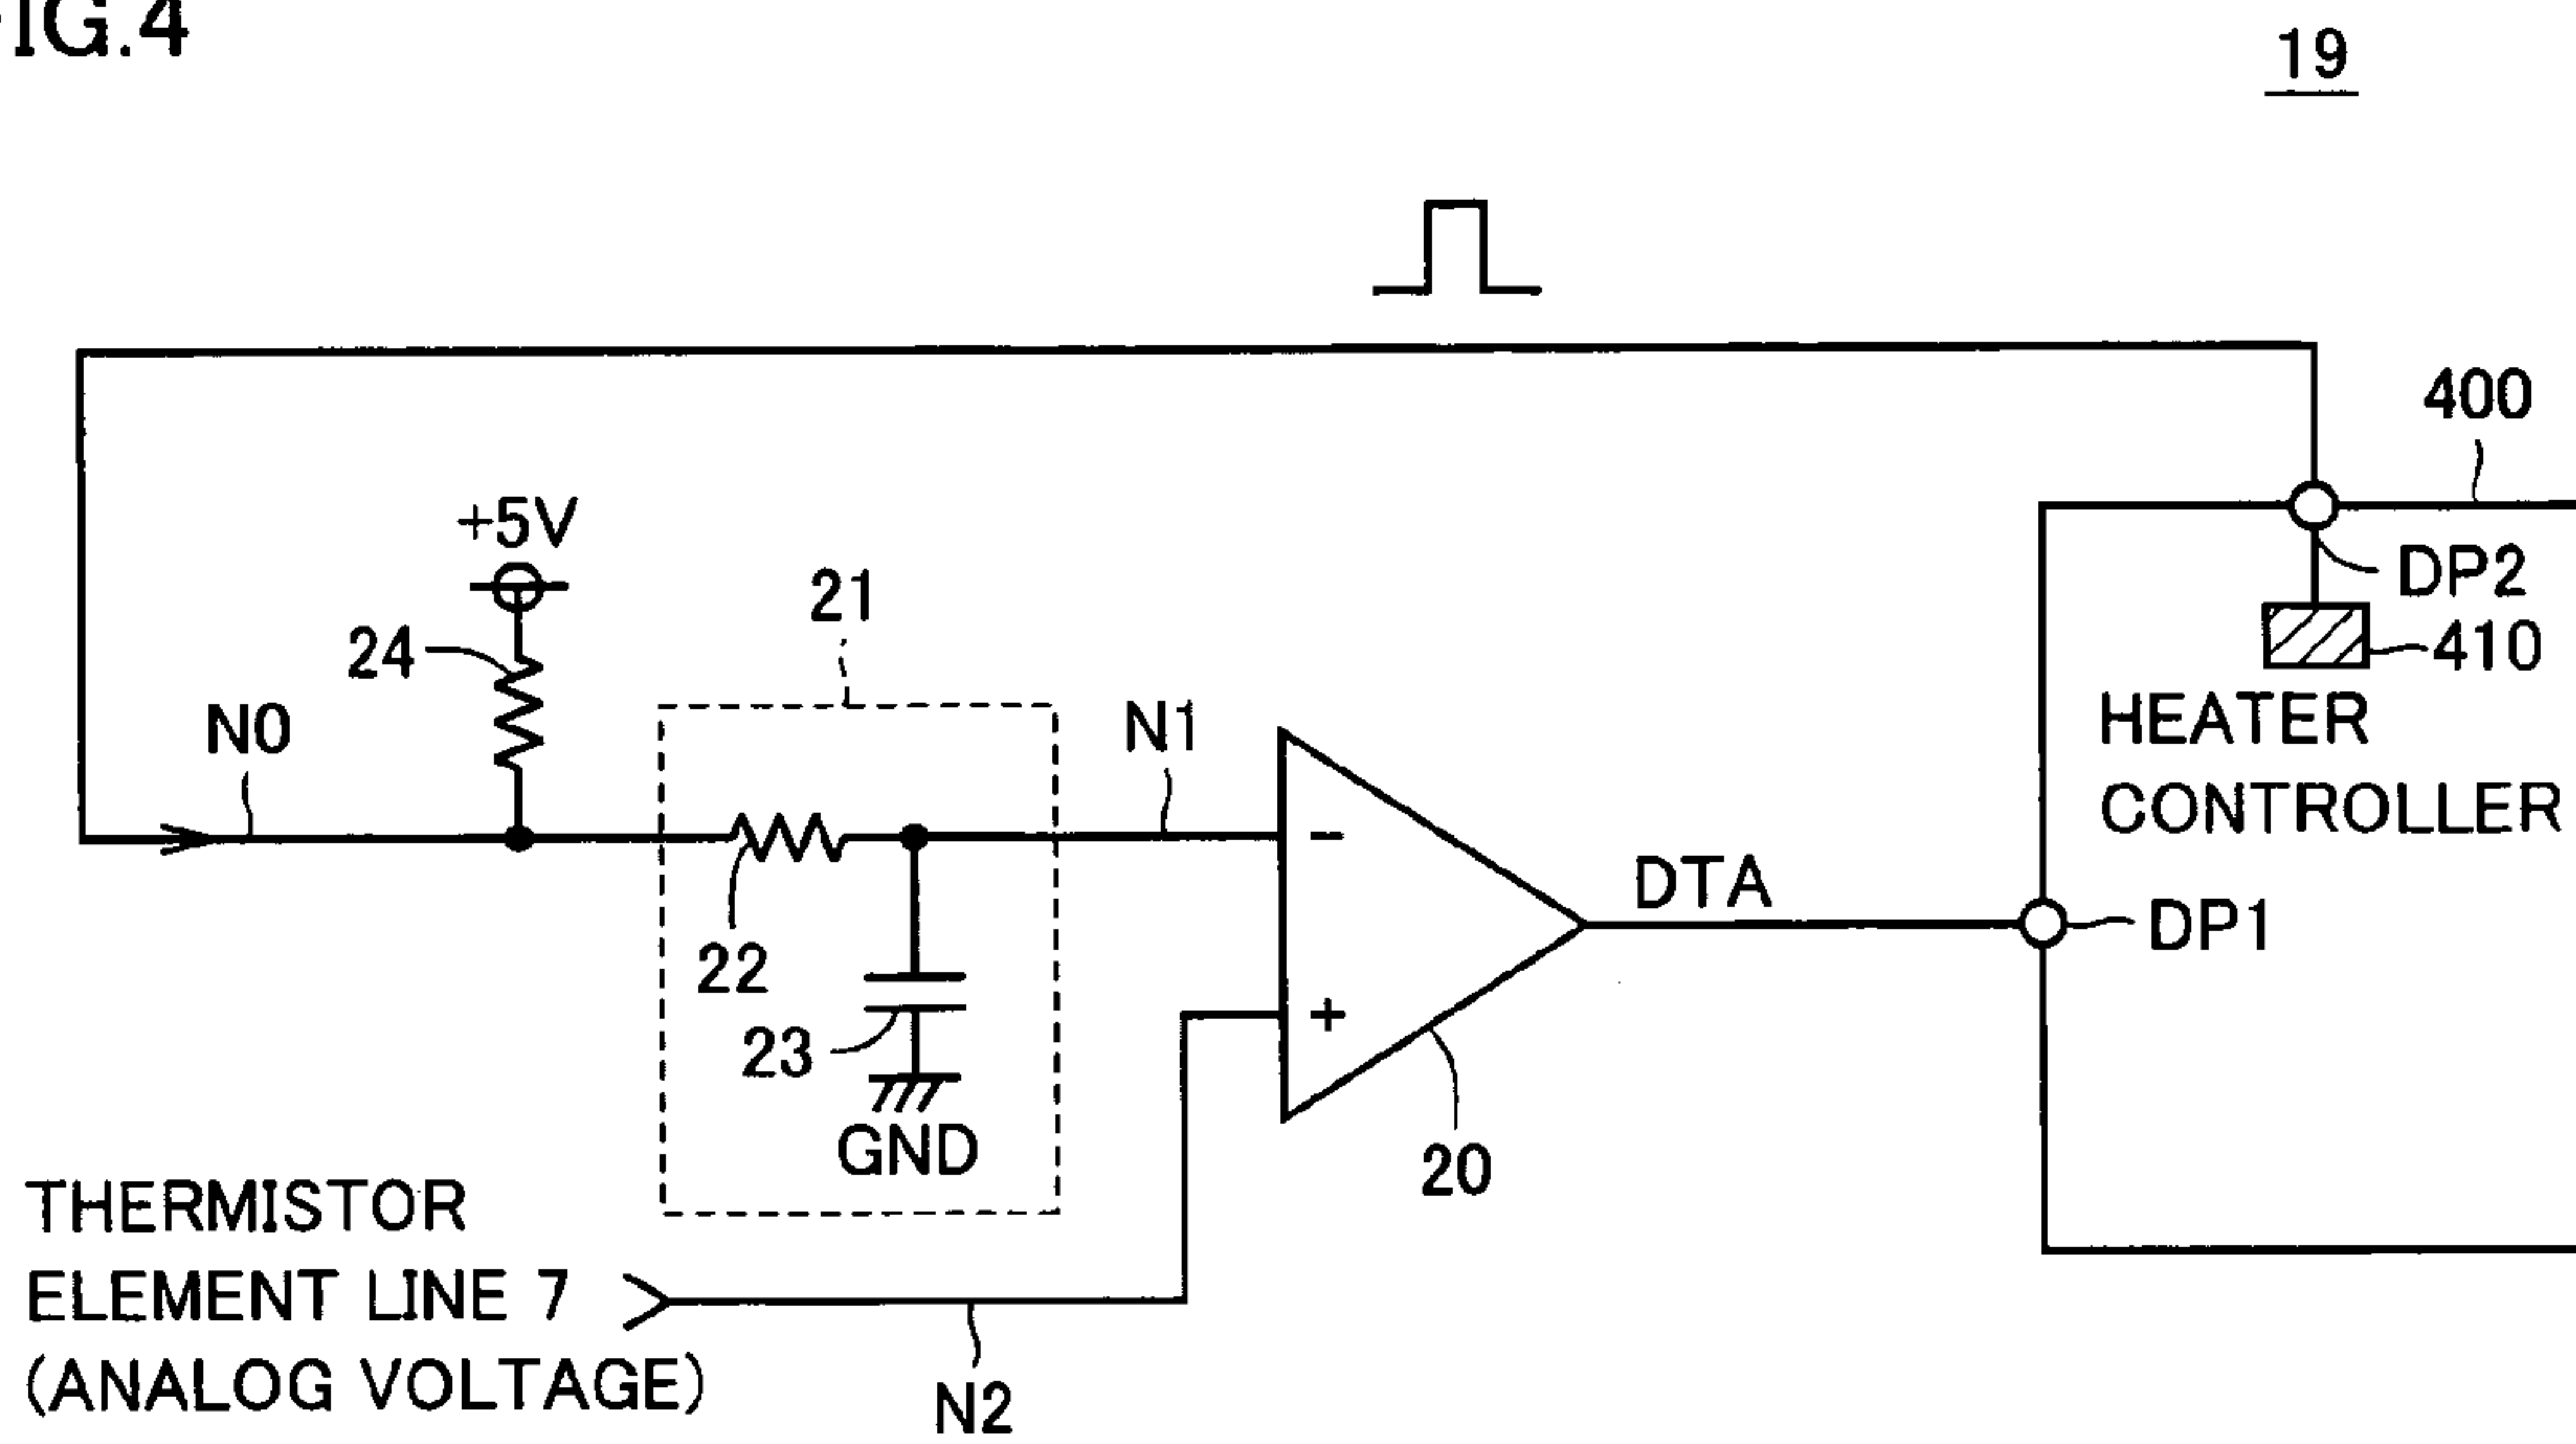 FIG.4
19
400
+5V
DP2
21
24
410
N0
N1
HEATER
CONTROLLER
DTA
DP1
22
23
GND
20
THERMISTOR
ELEMENT LINE 7
(ANALOG VOLTAGE)
N2